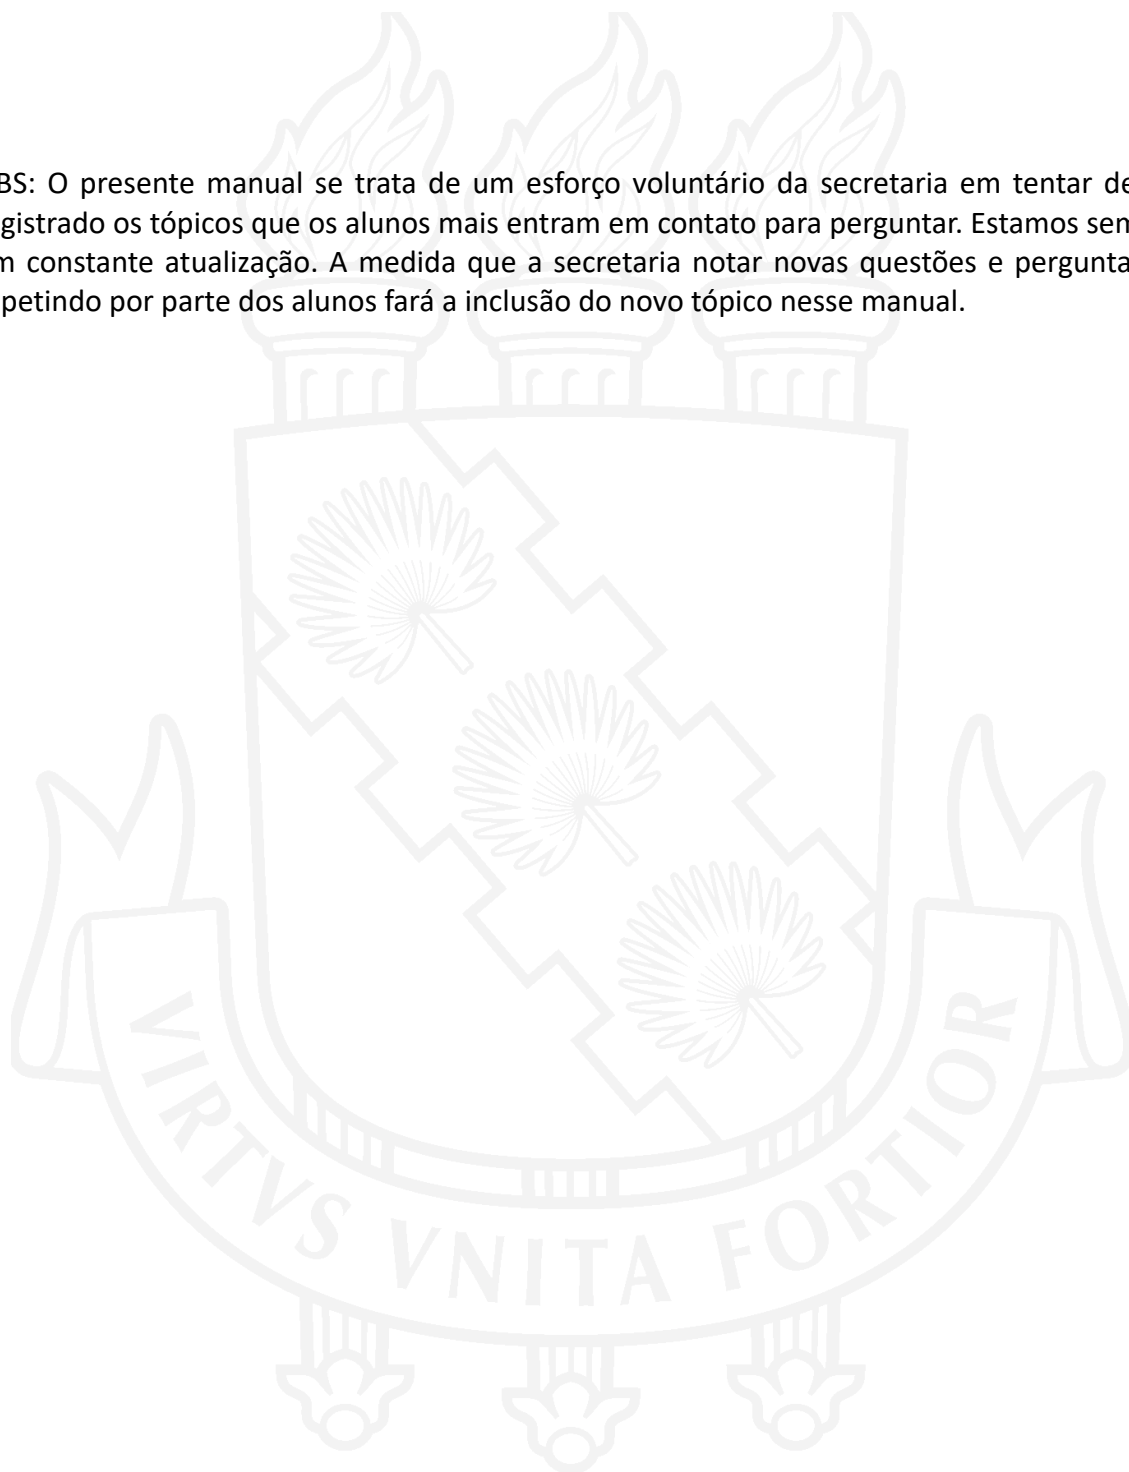 BS: O presente manual se trata de um esforço voluntário da secretaria em tentar de
gistrado os tópicos que os alunos mais entram em contato para perguntar. Estamos sem
m constante atualização. A medida que a secretaria notar novas questões e pergunta
petindo por parte dos alunos fará a inclusão do novo tópico nesse manual.
VIRTVS VNITA FORTIOR